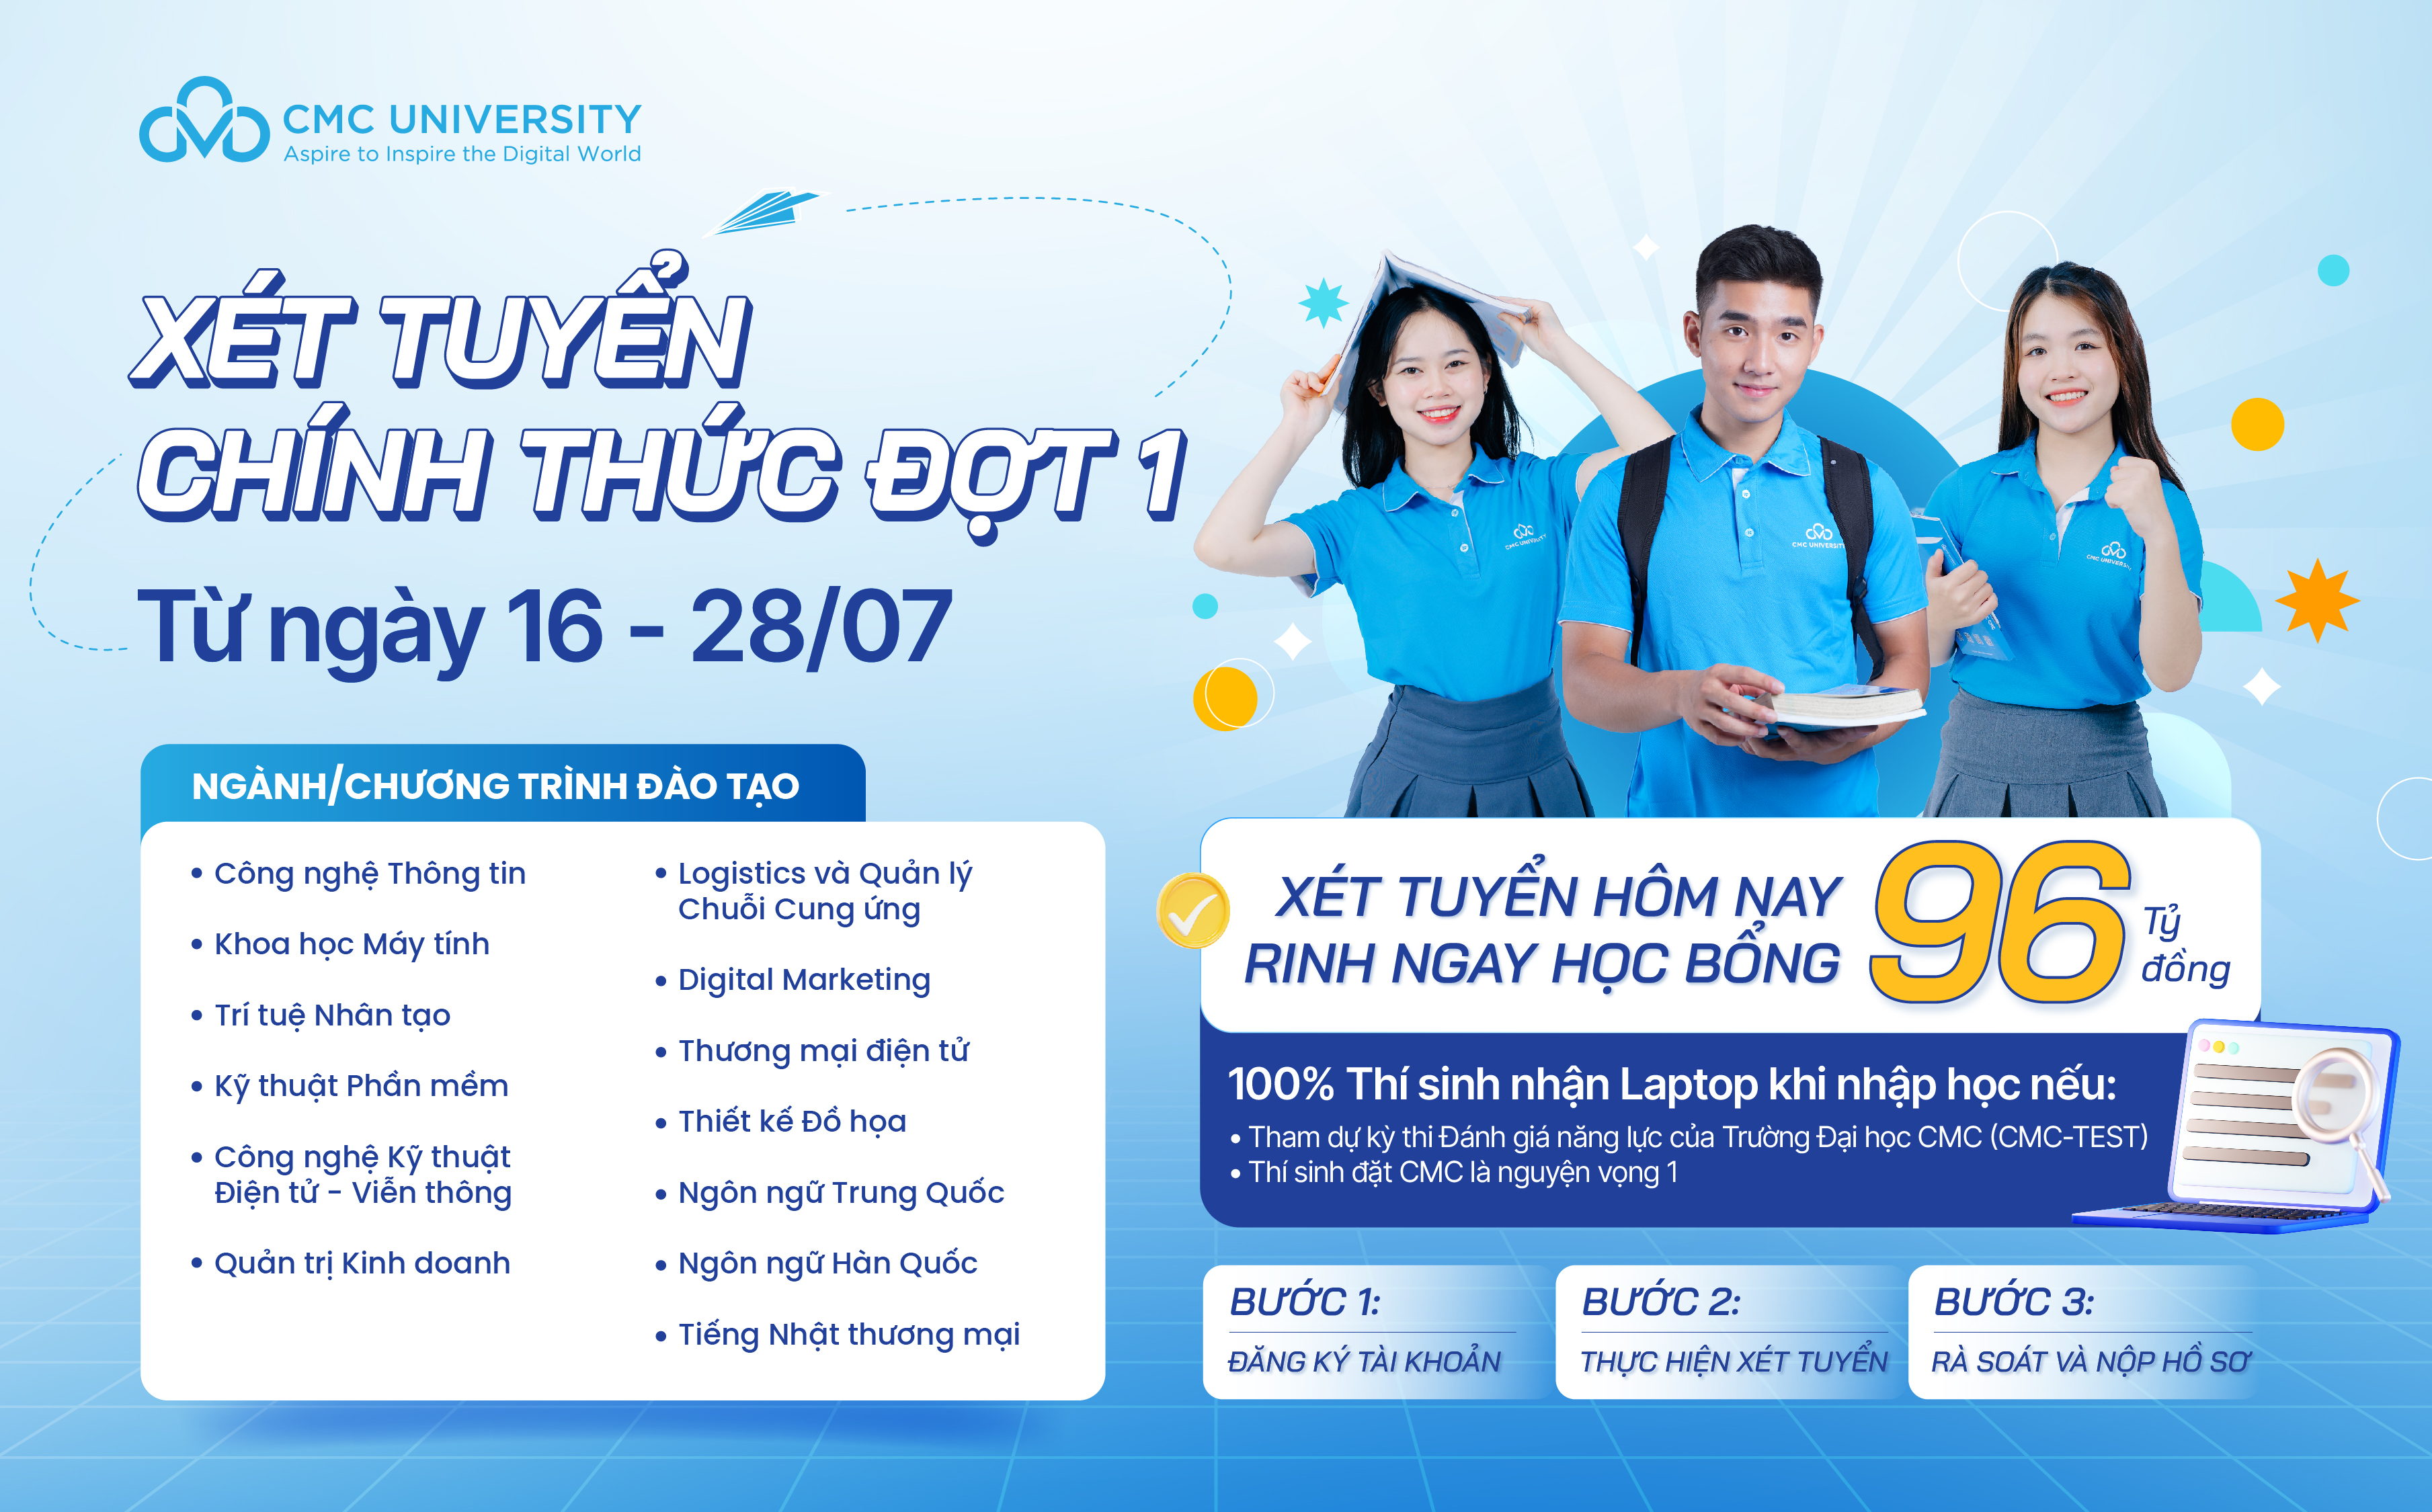 CMC UNIVERSITY
Aspire to Inspire the Digital World
XÉT TUYỂN
CHÍNH THỨC ĐỢT 1
Từ ngày 16 - 28/07
NGÀNH/CHƯƠNG TRÌNH ĐÀO TẠO
• Công nghệ Thông tin
• Khoa học Máy tính
• Trí tuệ Nhân tạo
• Kỹ thuật Phần mềm
• Công nghệ Kỹ thuật
Điện tử - Viễn thông
• Quản trị Kinh doanh
• Logistics và Quản lý
Chuỗi Cung ứng
• Digital Marketing
• Thương mại điện tử
• Thiết kế Đồ họa
• Ngôn ngữ Trung Quốc
• Ngôn ngữ Hàn Quốc
• Tiếng Nhật thương mại
CMC UNIVERSITY
CMC UNIVERSITY
CMC UNIVERSITY
XÉT TUYỂN HÔM NAY
RINH NGAY HỌC BỔNG
96
Tỷ
đồng
100% Thí sinh nhận Laptop khi nhập học nếu:
• Tham dự kỳ thi Đánh giá năng lực của Trường Đại học CMC (CMC-TEST)
• Thí sinh đặt CMC là nguyện vọng 1
BƯỚC 1:
ĐĂNG KÝ TÀI KHOẢN
BƯỚC 2:
THỰC HIỆN XÉT TUYỂN
BƯỚC 3:
RÀ SOÁT VÀ NỘP HỒ SƠ